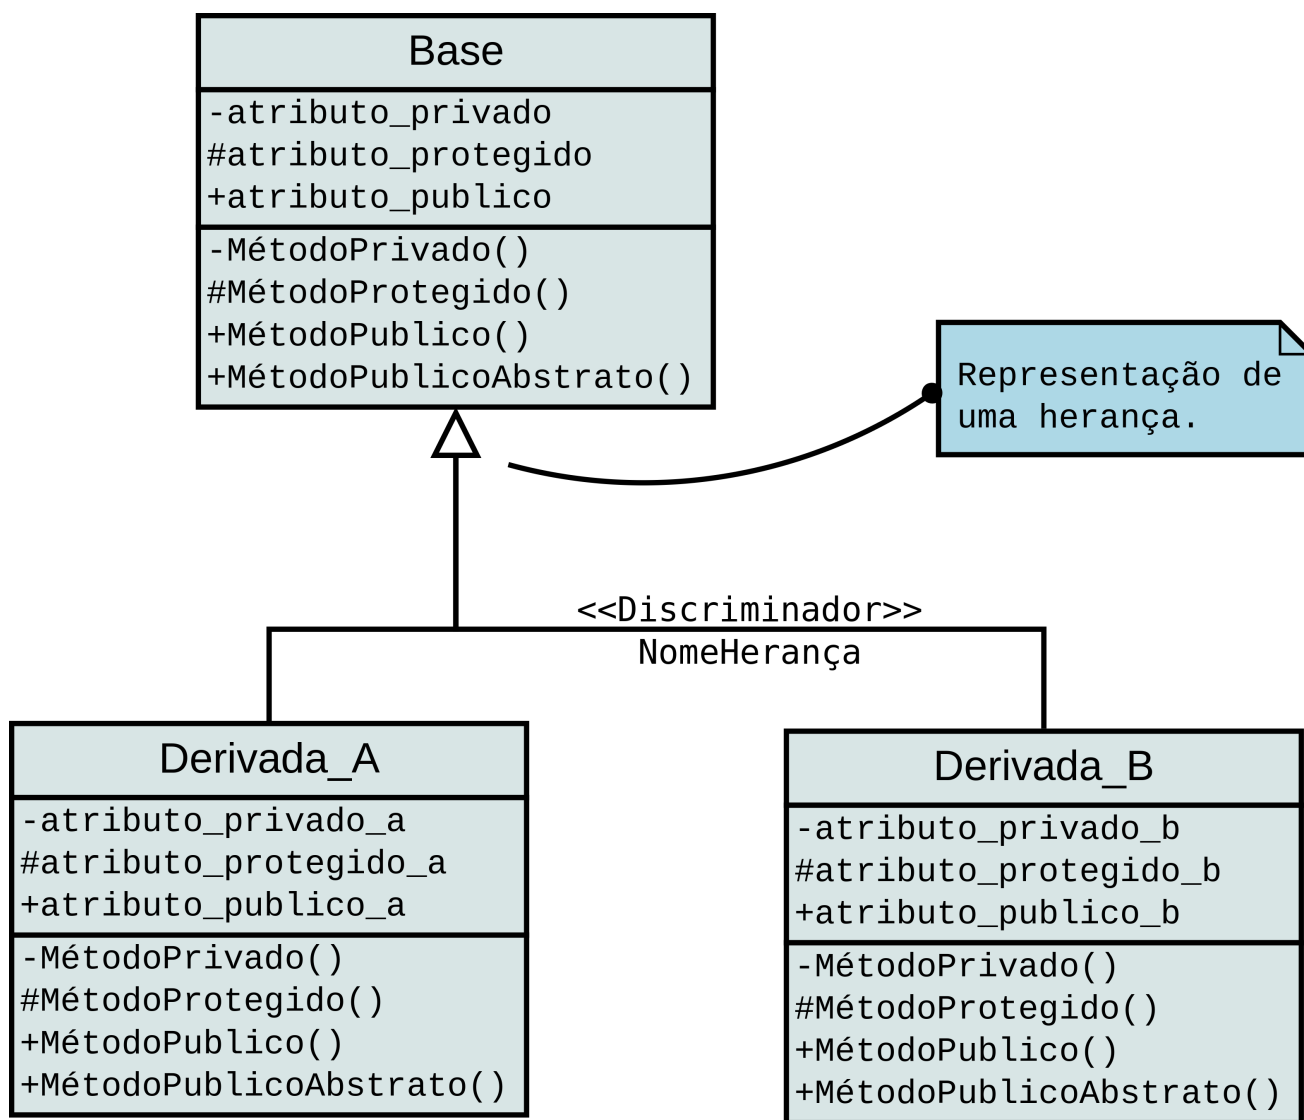 Base
-atributo_privado
#atributo_protegido
+atributo_publico
-MétodoPrivado()
#MétodoProtegido()
+MétodoPublico()
+MétodoPublicoAbstrato()
Representação de
uma herança.
<<Discriminador>>
NomeHerança
Derivada_A
-atributo_privado_a
#atributo_protegido_a
+atributo_publico_a
-MétodoPrivado()
#MétodoProtegido()
+MétodoPublico()
+MétodoPublicoAbstrato()
Derivada_B
-atributo_privado_b
#atributo_protegido_b
+atributo_publico_b
-MétodoPrivado()
#MétodoProtegido()
+MétodoPublico()
+MétodoPublicoAbstrato()